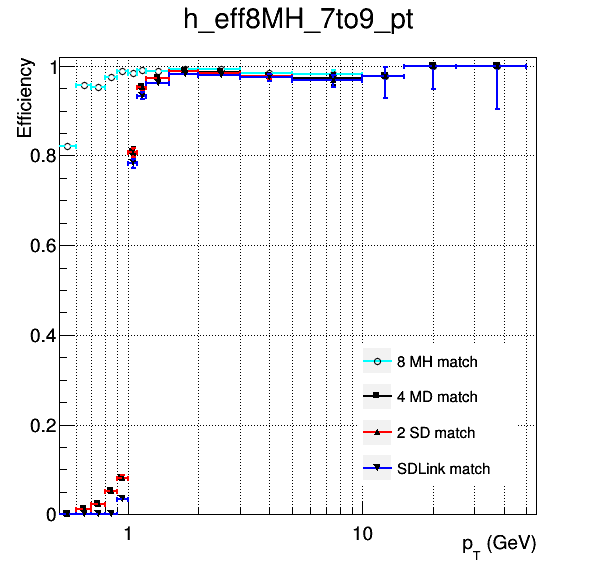 h_eff8MH_7to9_pt
Efficiency
1
0.8
0.6
0.4
0.2
0
8 MH match
4 MD match
2 SD match
SDLink match
1
10
p_T (GeV)